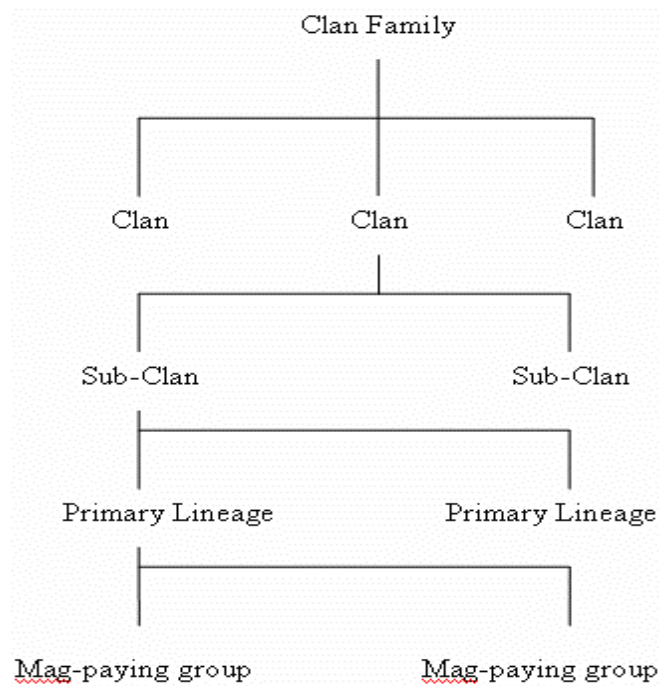 Clan Family
Clan Clan Clan
Sub-Clan Sub-Clan
Primary Lineage Primary Lineage
Mag-paying group Mag-paying group